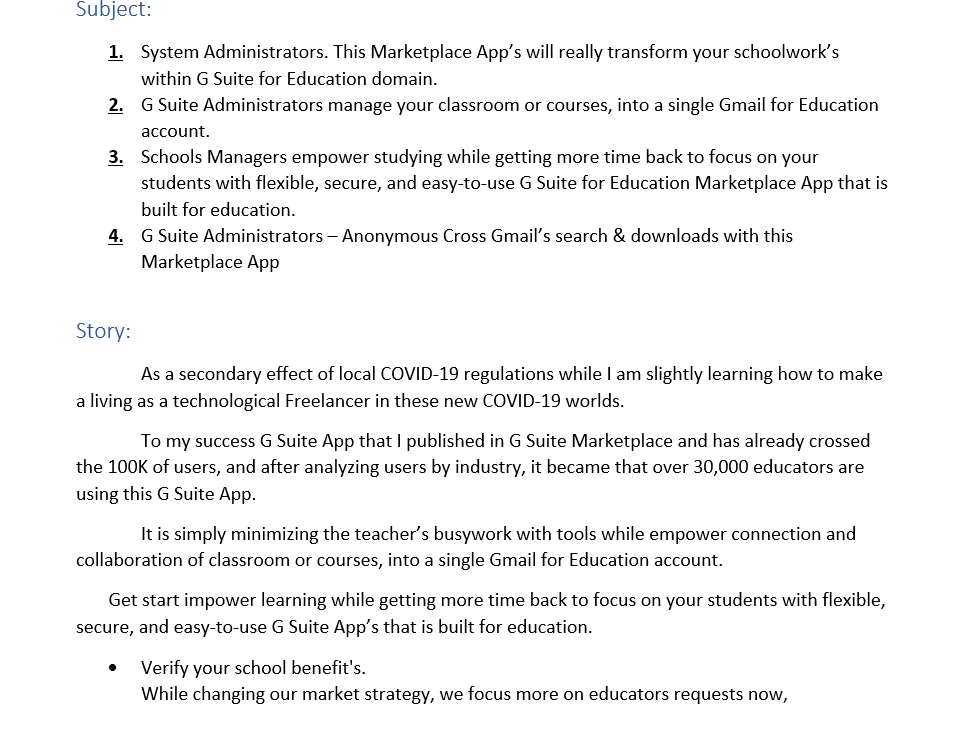 Subject:
1. System Administrators. This Marketplace App's will really transform your schoolwork's
within G Suite for Education domain.
2. G Suite Administrators manage your classroom or courses, into a single Gmail for Education
account.
3. Schools Managers empower studying while getting more time back to focus on your
students with flexible, secure, and easy-to-use G Suite for Education Marketplace App that is
built for education.
4. G Suite Administrators – Anonymous Cross Gmail's search & downloads with this
Marketplace App
Story:
As a secondary effect of local COVID-19 regulations while I am slightly learning how to make
a living as a technological Freelancer in these new COVID-19 worlds.
To my success G Suite App that I published in G Suite Marketplace and has already crossed
the 100K of users, and after analyzing users by industry, it became that over 30,000 educators are
using this G Suite App.
It is simply minimizing the teacher's busywork with tools while empower connection and
collaboration of classroom or courses, into a single Gmail for Education account.
Get start impower learning while getting more time back to focus on your students with flexible,
secure, and easy-to-use G Suite App's that is built for education.
• Verify your school benefit's.
While changing our market strategy, we focus more on educators requests now,